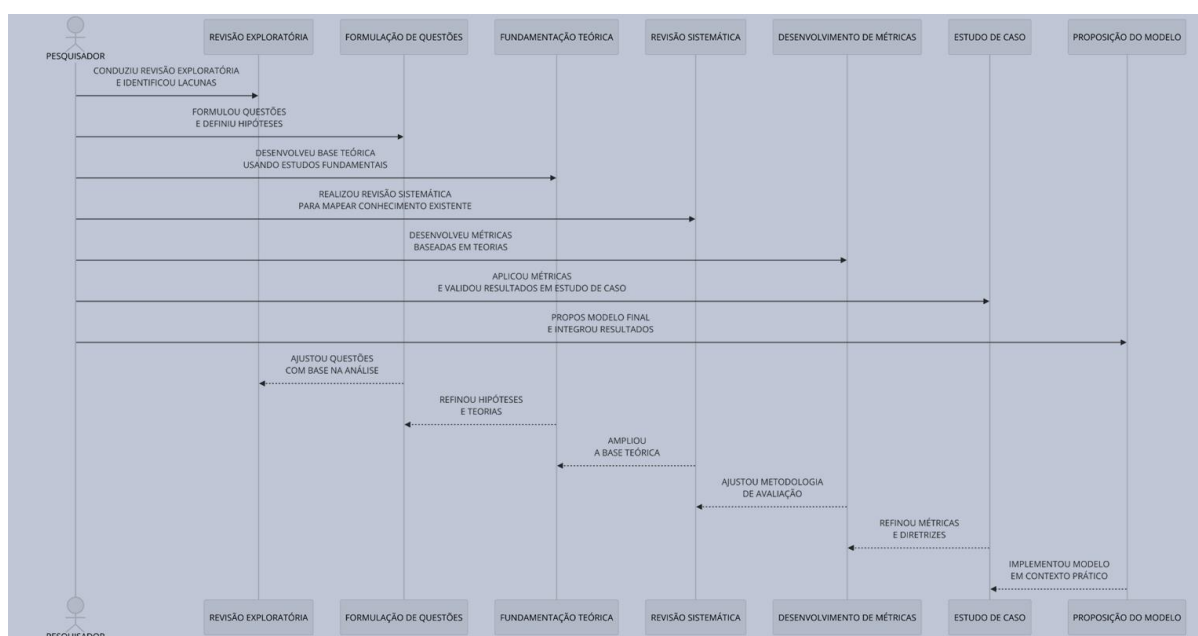 PESQUISADOR
REVISÃO EXPLORATÓRIA
FORMULAÇÃO DE QUESTÕES
FUNDAMENTAÇÃO TEÓRICA
REVISÃO SISTEMÁTICA
DESENVOLVIMENTO DE MÉTRICAS
ESTUDO DE CASO
PROPOSIÇÃO DO MODELO
CONDUZIU REVISÃO EXPLORATÓRIA
E IDENTIFICOU LACUNAS
FORMULOU QUESTÕES
E DEFINIU HIPÓTESES
DESENVOLVEU BASE TEÓRICA
USANDO ESTUDOS FUNDAMENTAIS
REALIZOU REVISÃO SISTEMÁTICA
PARA MAPEAR CONHECIMENTO EXISTENTE
DESENVOLVEU MÉTRICAS
BASEADAS EM TEORIAS
APLICOU MÉTRICAS
E VALIDOU RESULTADOS EM ESTUDO DE CASO
PROPOS MODELO FINAL
E INTEGROU RESULTADOS
AJUSTOU QUESTÕES
COM BASE NA ANÁLISE
REFINOU HIPÓTESES
E TEORIAS
AMPLIOU
A BASE TEÓRICA
AJUSTOU METODOLOGIA
DE AVALIAÇÃO
REFINOU MÉTRICAS
E DIRETRIZES
IMPLEMENTOU MODELO
EM CONTEXTO PRÁTICO
PESQUISADOR
REVISÃO EXPLORATÓRIA
FORMULAÇÃO DE QUESTÕES
FUNDAMENTAÇÃO TEÓRICA
REVISÃO SISTEMÁTICA
DESENVOLVIMENTO DE MÉTRICAS
ESTUDO DE CASO
PROPOSIÇÃO DO MODELO